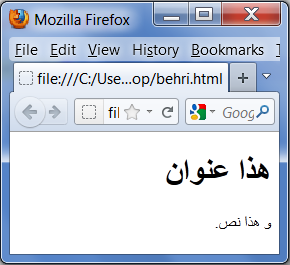 Mozilla Firefox
File Edit View History Bookmarks
file:///C:/Use...op/behri.html
هذا عنوان
و هذا نص.